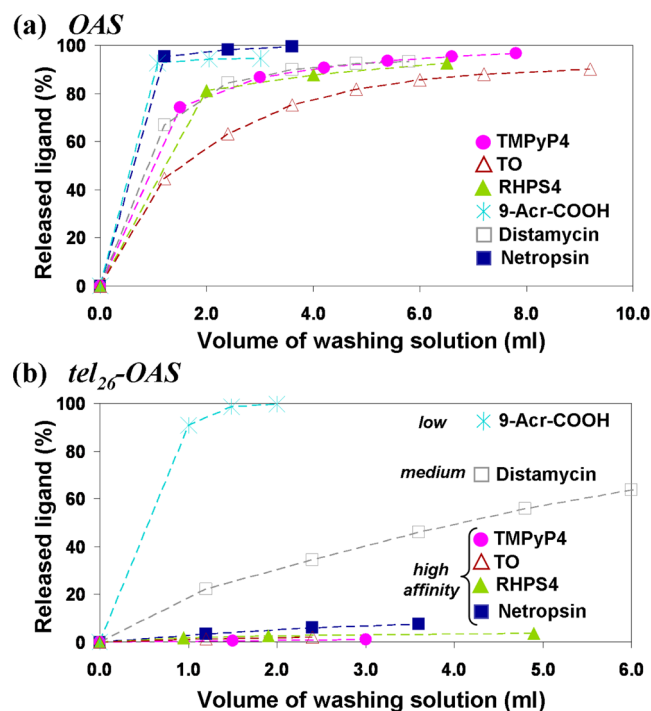 (a) OAS
100
80
60
40
20
0
Released ligand (%)
TMPyP4
TO
RHPS4
9-Acr-COOH
Distamycin
Netropsin
0.0 2.0 4.0 6.0 8.0 10.0
Volume of washing solution (ml)
(b) tel26-OAS
100
80
60
40
20
0
Released ligand (%)
low 9-Acr-COOH
medium Distamycin
high affinity
TMPyP4
TO
RHPS4
Netropsin
0.0 1.0 2.0 3.0 4.0 5.0 6.0
Volume of washing solution (ml)